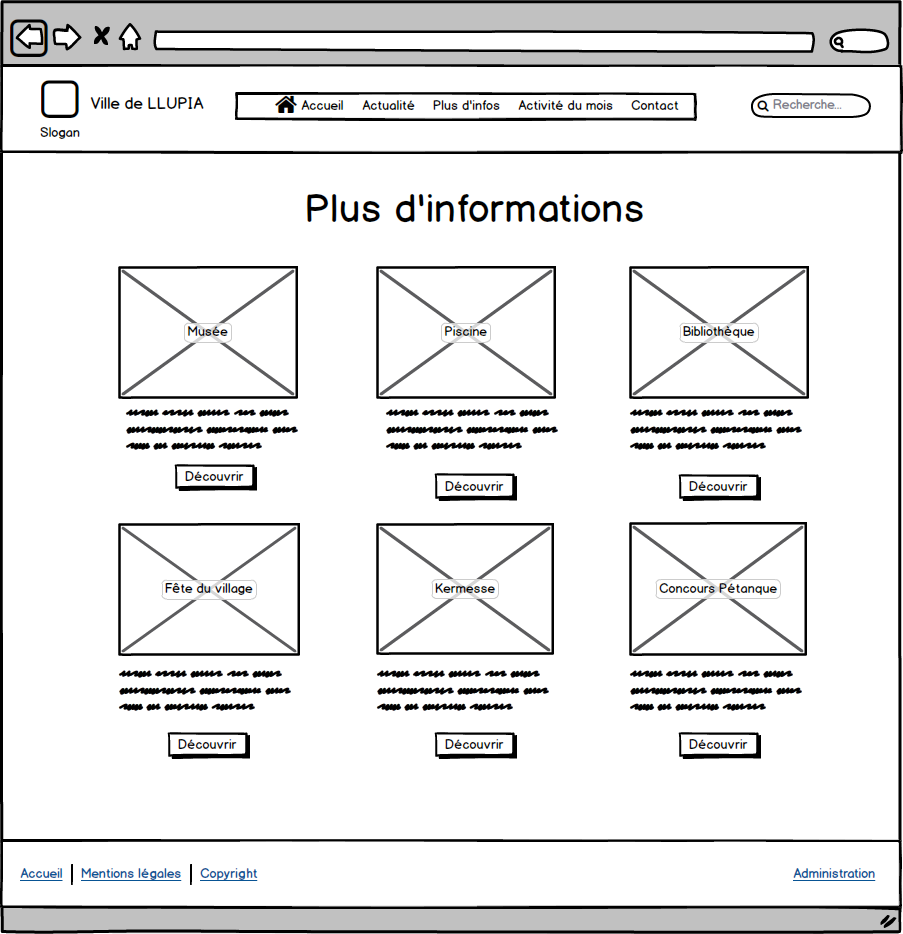 Ville de LLUPIA
Slogan
Accueil Actualité Plus d'infos Activité du mois Contact
Recherche...
Plus d'informations
Musée Piscine Bibliothèque
Découvrir Découvrir Découvrir
Fête du village Kermesse Concours Pétanque
Découvrir Découvrir Découvrir
Accueil Mentions légales Copyright Administration